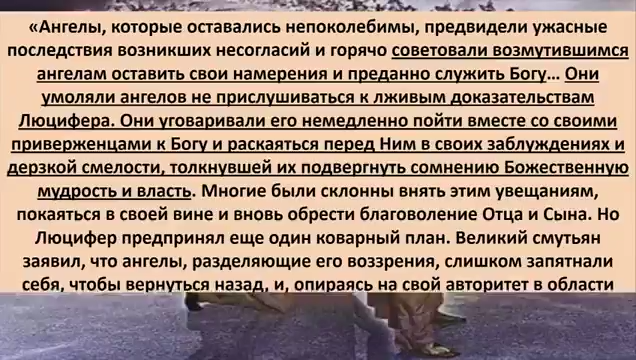 «Ангелы, которые оставались непоколебимы, предвидели ужасные
последствия возникших несогласий и горячо советовали возмутившимся
ангелам оставить свои намерения и преданно служить Богу… Они
умоляли ангелов не прислушиваться к лживым доказательствам
Люцифера. Они уговаривали его немедленно пойти вместе со своими
приверженцами к Богу и раскаяться перед Ним в своих заблуждениях и
дерзкой смелости, толкнувшей их подвергнуть сомнению Божественную
мудрость и власть. Многие были склонны внять этим увещаниям,
покаяться в своей вине и вновь обрести благоволение Отца и Сына. Но
Люцифер предпринял еще один коварный план. Великий смутьян
заявил, что ангелы, разделяющие его воззрения, слишком запятнали
себя, чтобы вернуться назад, и, опираясь на свой авторитет в области